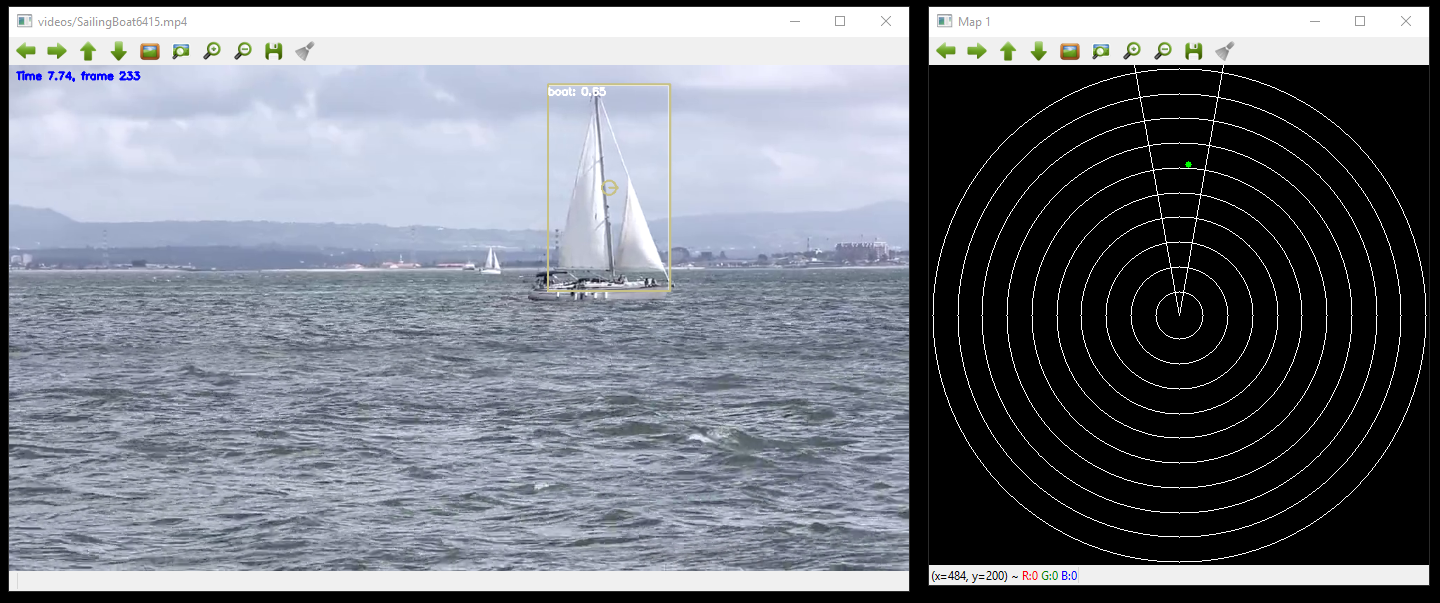 videos/SailingBoat6415.mp4
Time 7.74, frame 233
boat: 0.65
Map 1
(x=484, y=200) ~ R:0 G:0 B:0